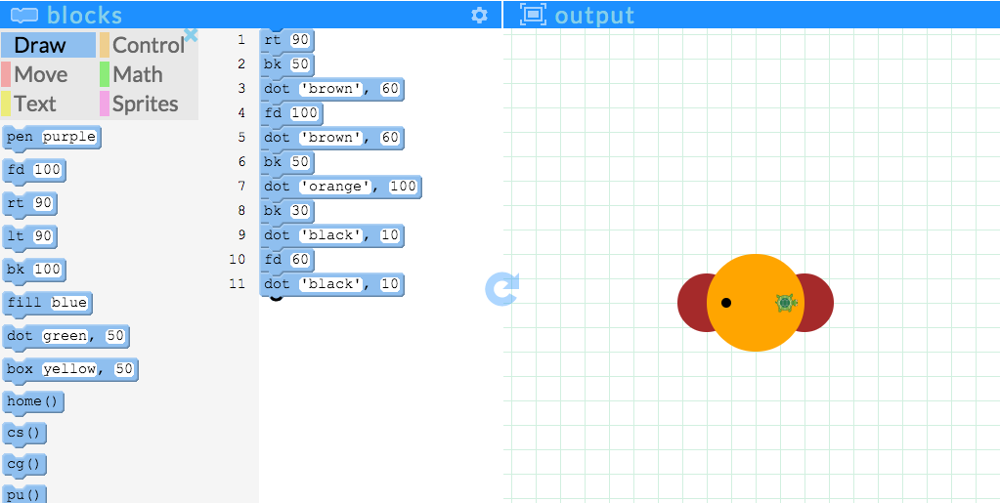 blocks
output
Draw
Control
Move
Math
Text
Sprites
pen purple
fd 100
rt 90
lt 90
bk 100
fill blue
dot green, 50
box yellow, 50
home()
cs()
cg()
pu()
1 rt 90
2 bk 50
3 dot 'brown', 60
4 fd 100
5 dot 'brown', 60
6 bk 50
7 dot 'orange', 100
8 bk 30
9 dot 'black', 10
10 fd 60
11 dot 'black', 10